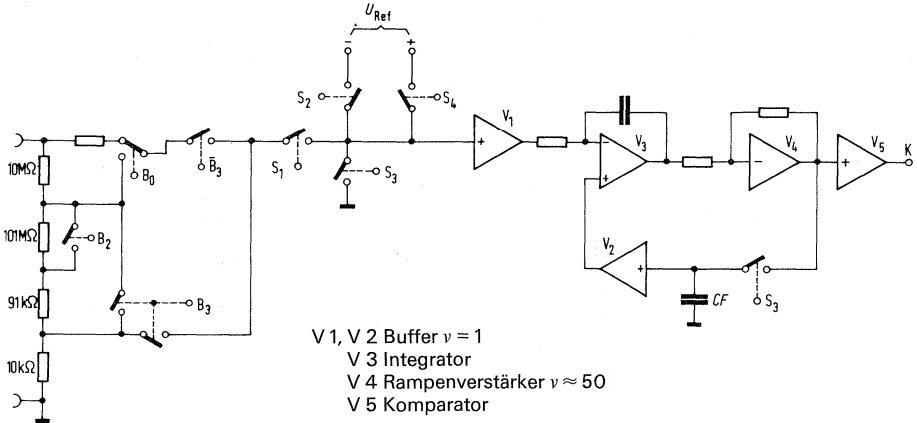 U_Ref
- +
S₂
S₄
V₁
V₃
V₄
V₅
K
10MΩ
B₀
B̄₃
S₁
S₃
101MΩ
B₂
V₂
91kΩ
B₃
CF
S₃
10kΩ
V 1, V 2 Buffer v = 1
V 3 Integrator
V 4 Rampenverstärker v ≈ 50
V 5 Komparator